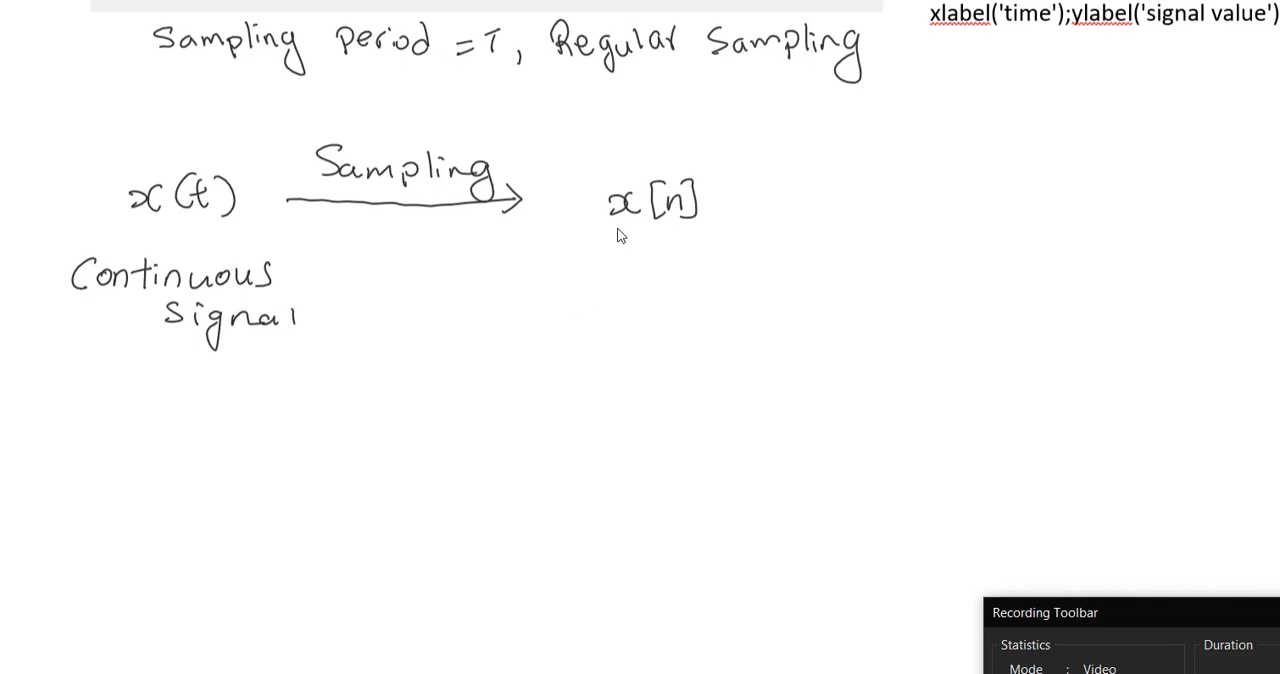 xlabel('time');ylabel('signal value')
Sampling Period = T, Regular Sampling
Sampling
x(t)
x[n]
Continuous
Signal
Recording Toolbar
Statistics
Duration
Mode : Video